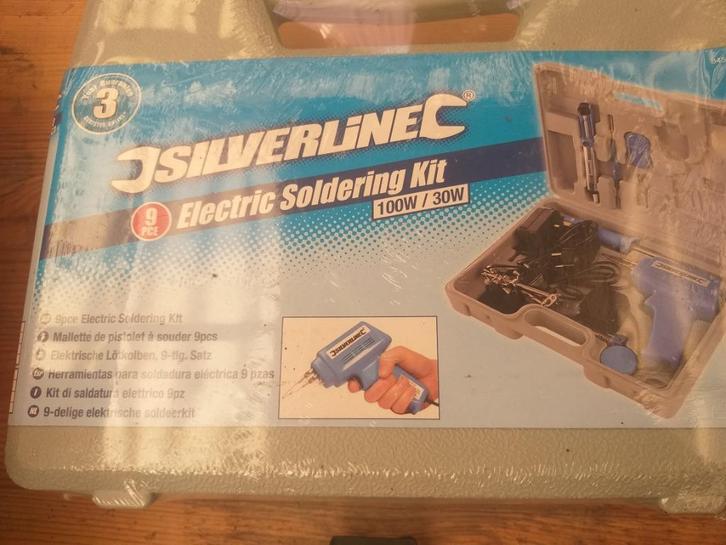 3
SILVERLINE®
9 PCE
Electric Soldering Kit
100W / 30W
9pce Electric Soldering Kit
Mallette de pistolet à souder 9pcs
Elektrische Lötkolben, 9-tlg. Satz
Herramientas para soldadura eléctrica 9 pzas
I Kit di saldatura elettrico 9pz
NL 9-delige elektrische soldeerkit
SILVERLINE